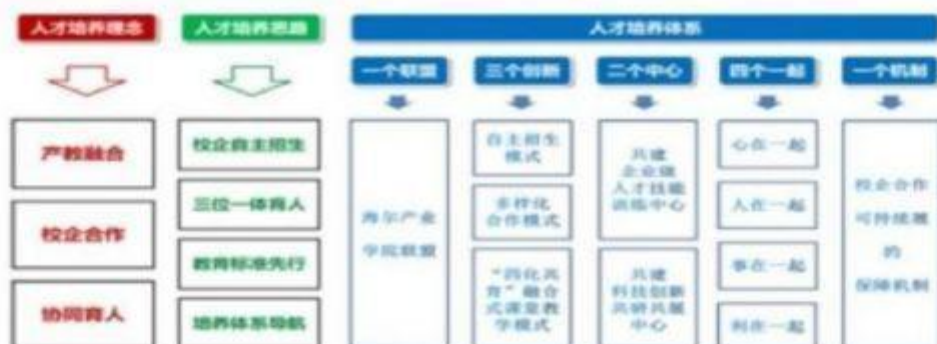 人才培养理念
人才培养思路
人才培养体系
一个联盟
三个创新
二个中心
四个一起
一个机制
产教融合
校企合作
协同育人
校企自主招生
三位一体育人
教育标准先行
培养体系导航
海尔产业
学院联盟
自主招生
模式
多样化
合作模式
“四化共
育”融合
式课堂教
学模式
共建
企业级
人才技能
训练中心
共建
科技创新
共研共展
中心
心在一起
人在一起
事在一起
利在一起
校企合作
可持续展
的
保障机制